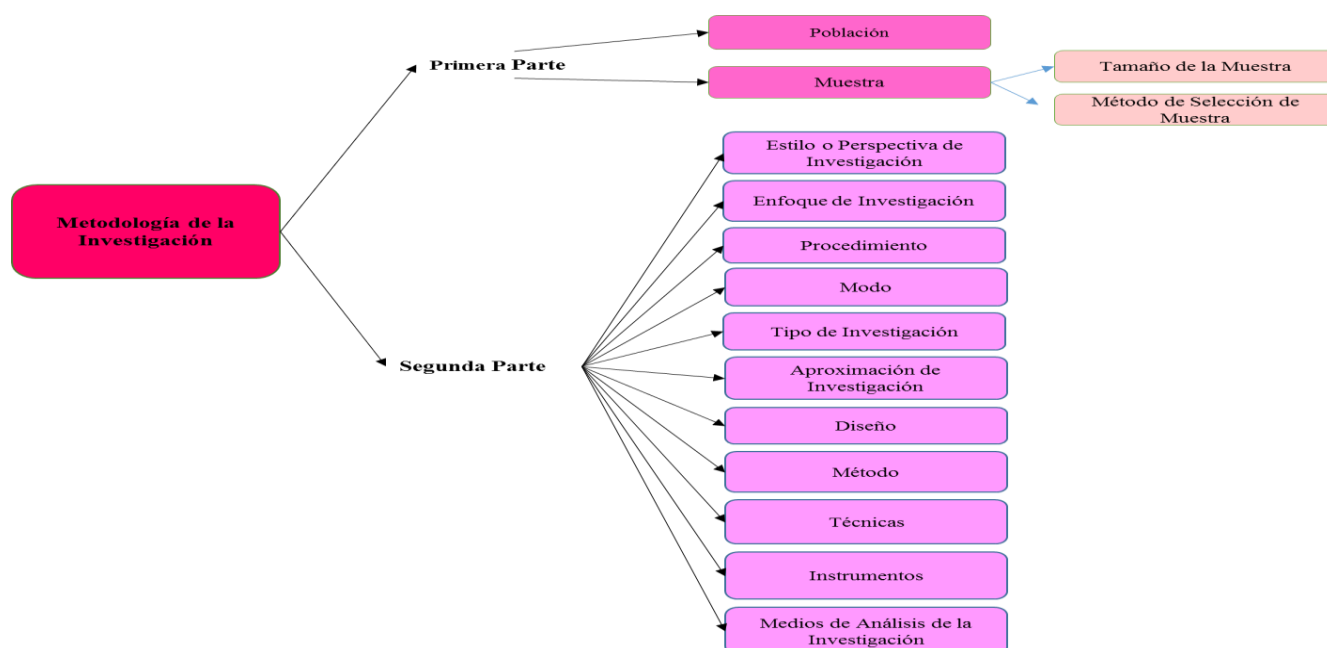 Metodología de la
Investigación
Primera Parte
Población
Muestra
Tamaño de la Muestra
Método de Selección de
Muestra
Segunda Parte
Estilo o Perspectiva de
Investigación
Enfoque de Investigación
Procedimiento
Modo
Tipo de Investigación
Aproximación de
Investigación
Diseño
Método
Técnicas
Instrumentos
Medios de Análisis de la
Investigación